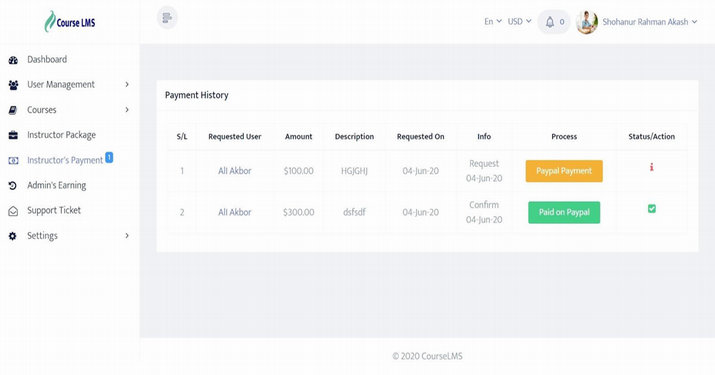 Course LMS
En
USD
0
Shohanur Rahman Akash
Dashboard
User Management
Courses
Instructor Package
Instructor's Payment 1
Admin's Earning
Support Ticket
Settings
Payment History
S/L Requested User Amount Description Requested On Info Process Status/Action
1 Ali Akbor $100.00 HGJGHJ 04-Jun-20 Request Paypal Payment
04-Jun-20
2 Ali Akbor $300.00 dsfsdf 04-Jun-20 Confirm Paid on Paypal
04-Jun-20
© 2020 CourseLMS